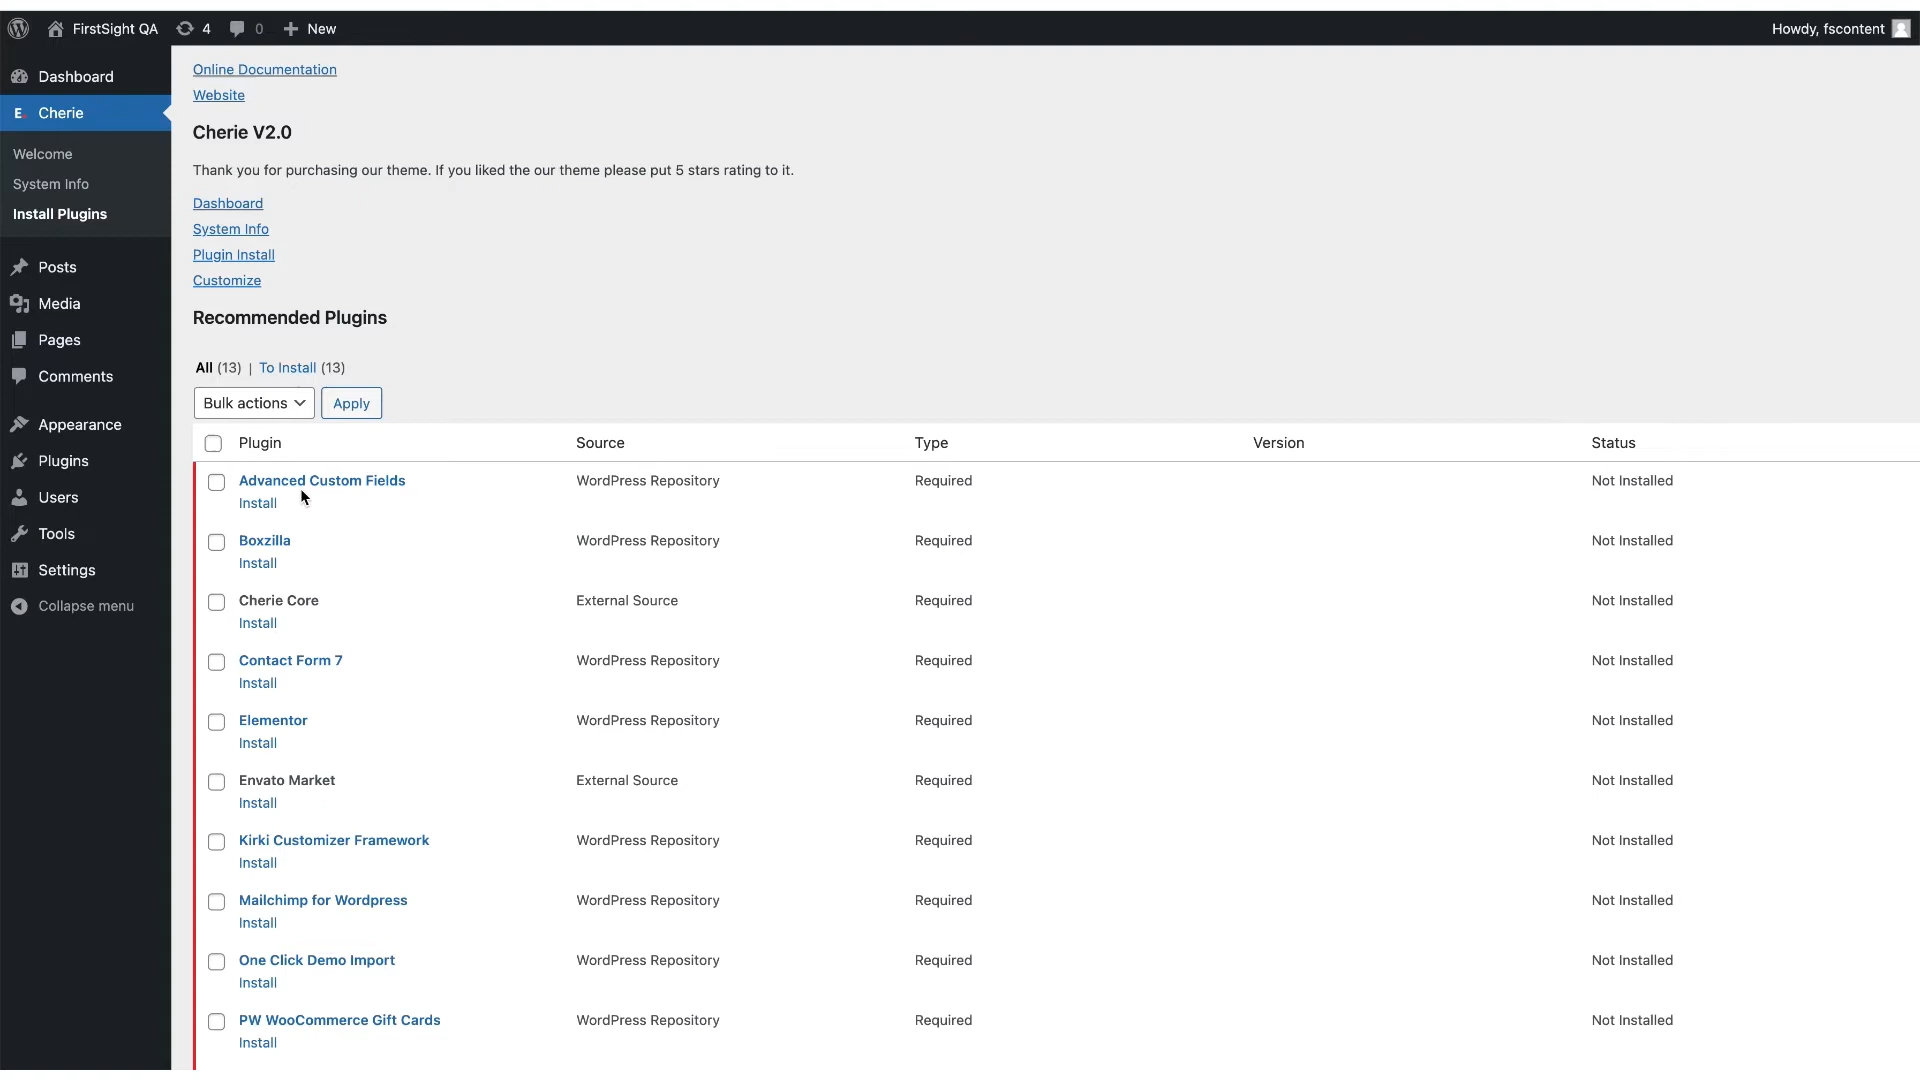 FirstSight QA 4 0 New Howdy, fscontent
Dashboard
E. Cherie
Welcome
System Info
Install Plugins
Posts
Media
Pages
Comments
Appearance
Plugins
Users
Tools
Settings
Collapse menu
Online Documentation
Website
Cherie V2.0
Thank you for purchasing our theme. If you liked the our theme please put 5 stars rating to it.
Dashboard
System Info
Plugin Install
Customize
Recommended Plugins
All (13) | To Install (13)
Bulk actions Apply
Plugin Source Type Version Status
Advanced Custom Fields WordPress Repository Required Not Installed
Install
Boxzilla WordPress Repository Required Not Installed
Install
Cherie Core External Source Required Not Installed
Install
Contact Form 7 WordPress Repository Required Not Installed
Install
Elementor WordPress Repository Required Not Installed
Install
Envato Market External Source Required Not Installed
Install
Kirki Customizer Framework WordPress Repository Required Not Installed
Install
Mailchimp for Wordpress WordPress Repository Required Not Installed
Install
One Click Demo Import WordPress Repository Required Not Installed
Install
PW WooCommerce Gift Cards WordPress Repository Required Not Installed
Install